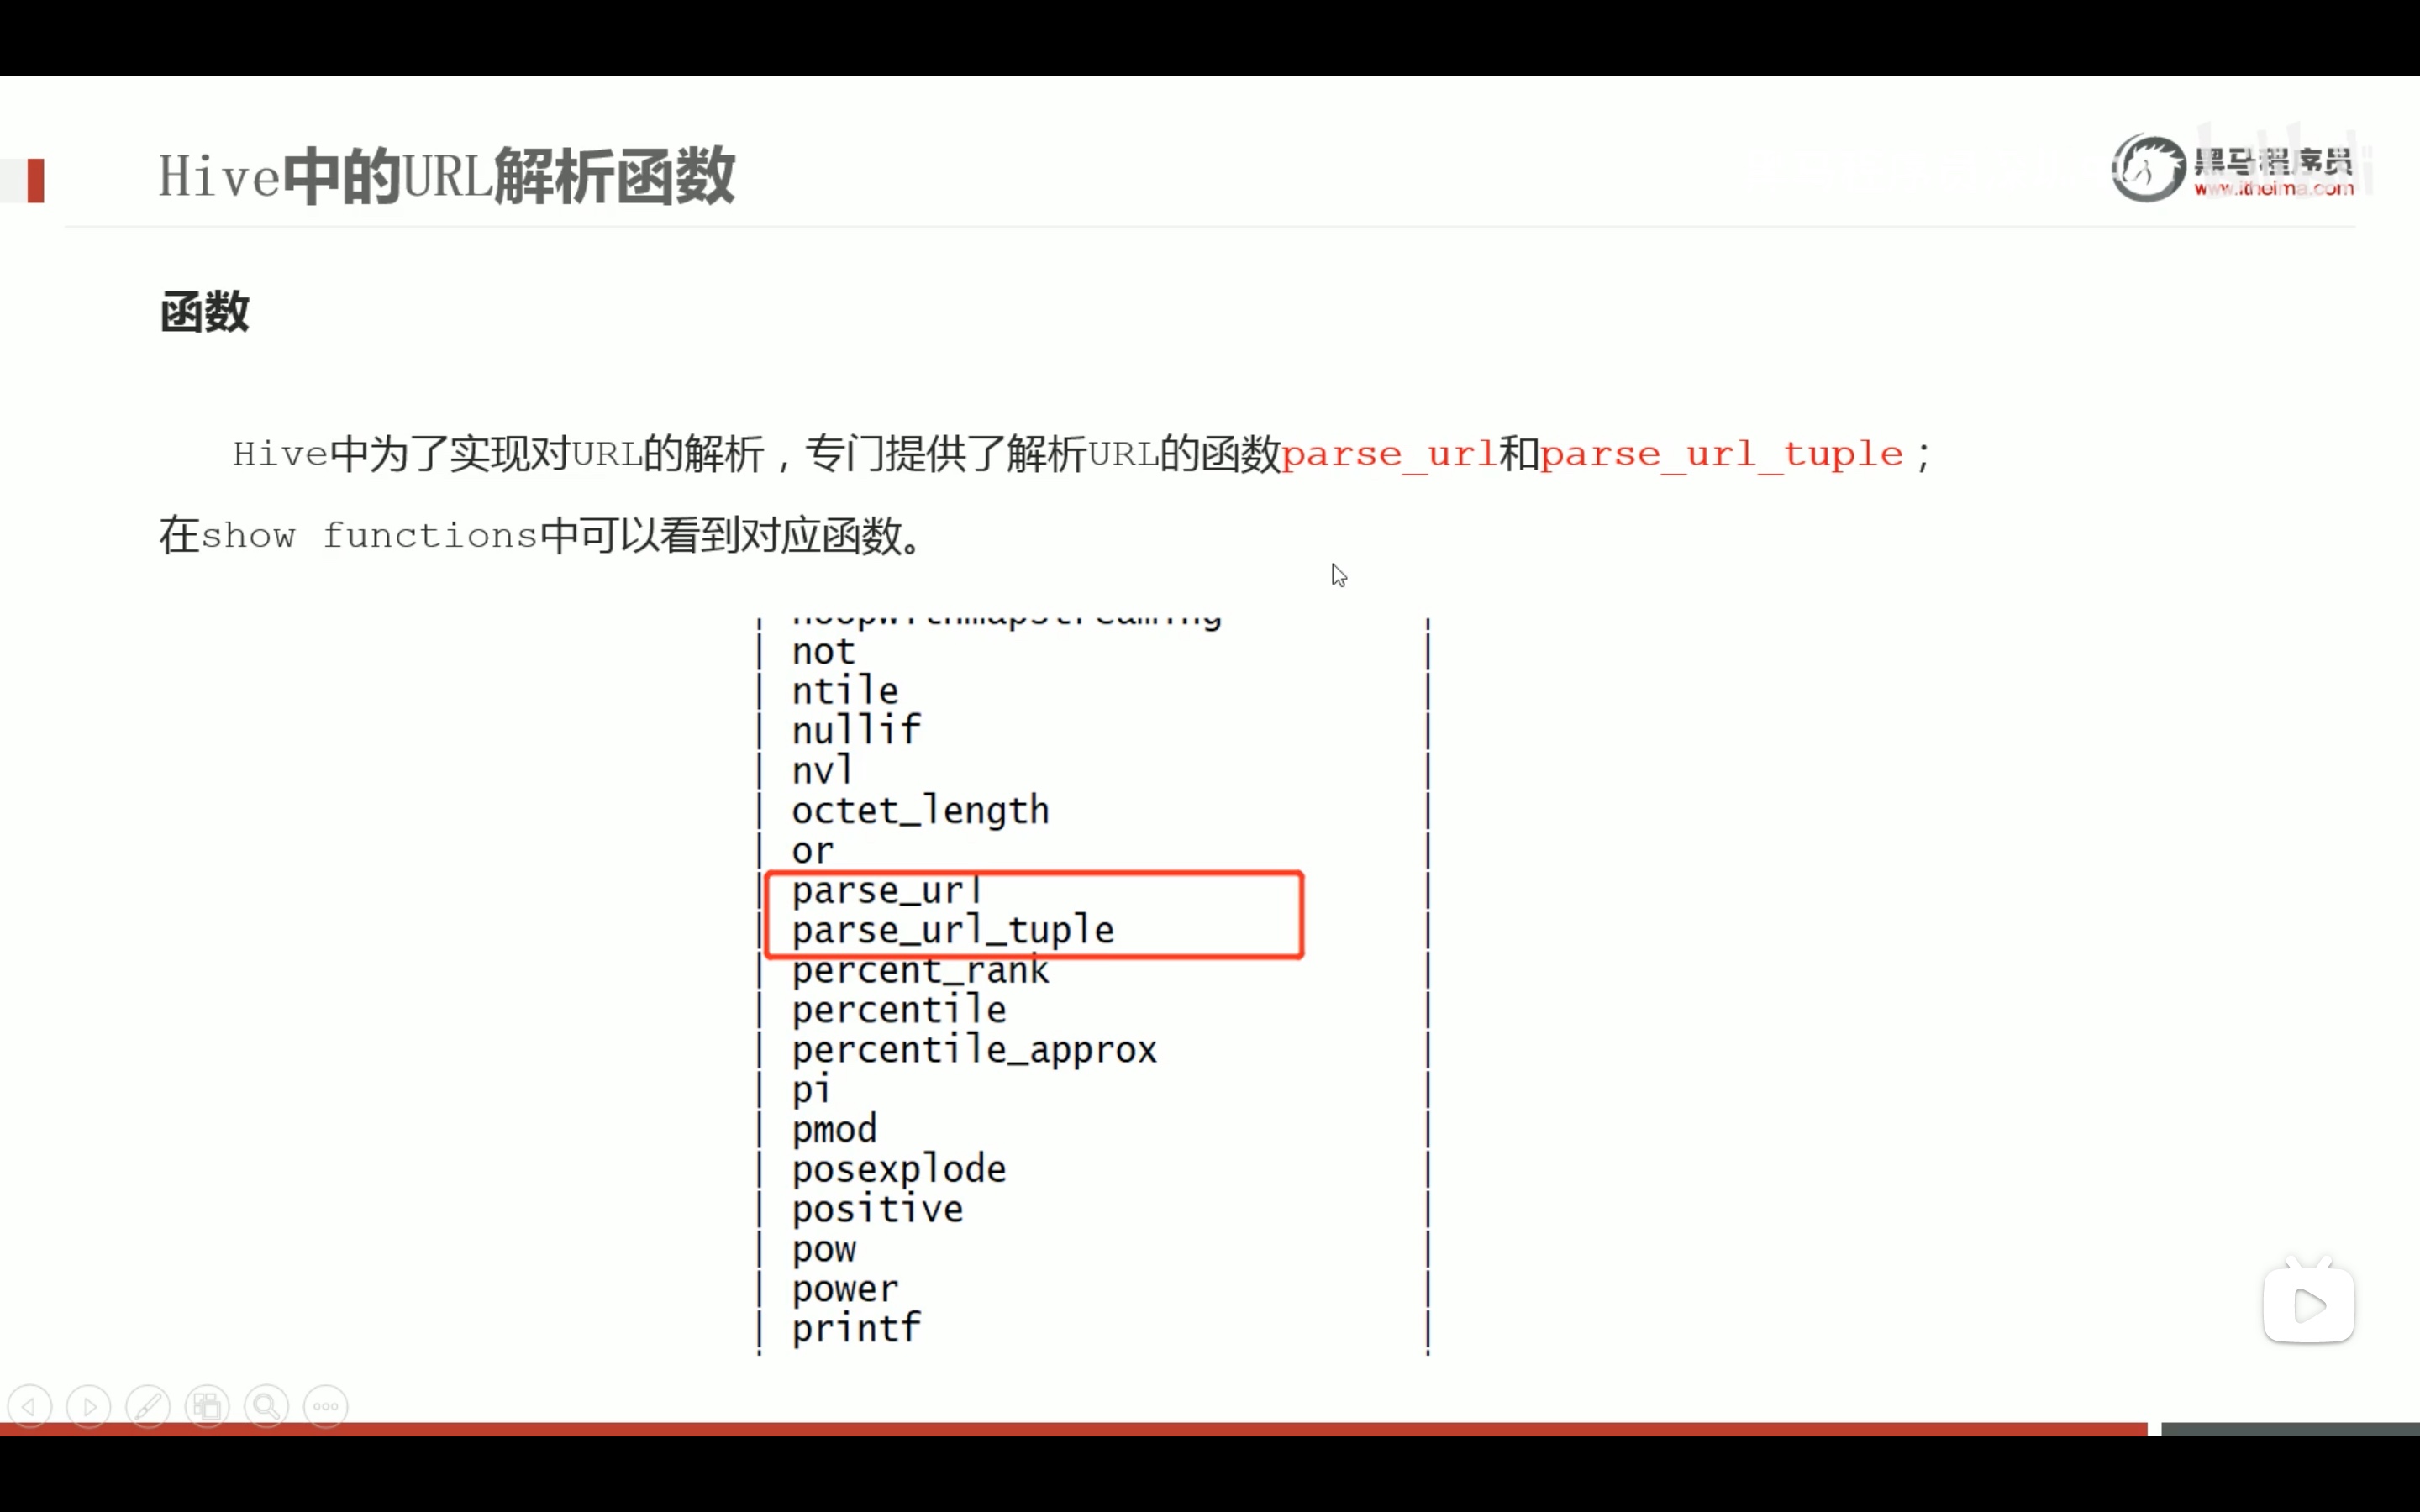 Hive中的URL解析函数
黑马程序员
www.itheima.com
函数
Hive中为了实现对URL的解析，专门提供了解析URL的函数parse_url和parse_url_tuple；
在show functions中可以看到对应函数。
noopwithmapstreaming
not
ntile
nullif
nvl
octet_length
or
parse_url
parse_url_tuple
percent_rank
percentile
percentile_approx
pi
pmod
posexplode
positive
pow
power
printf